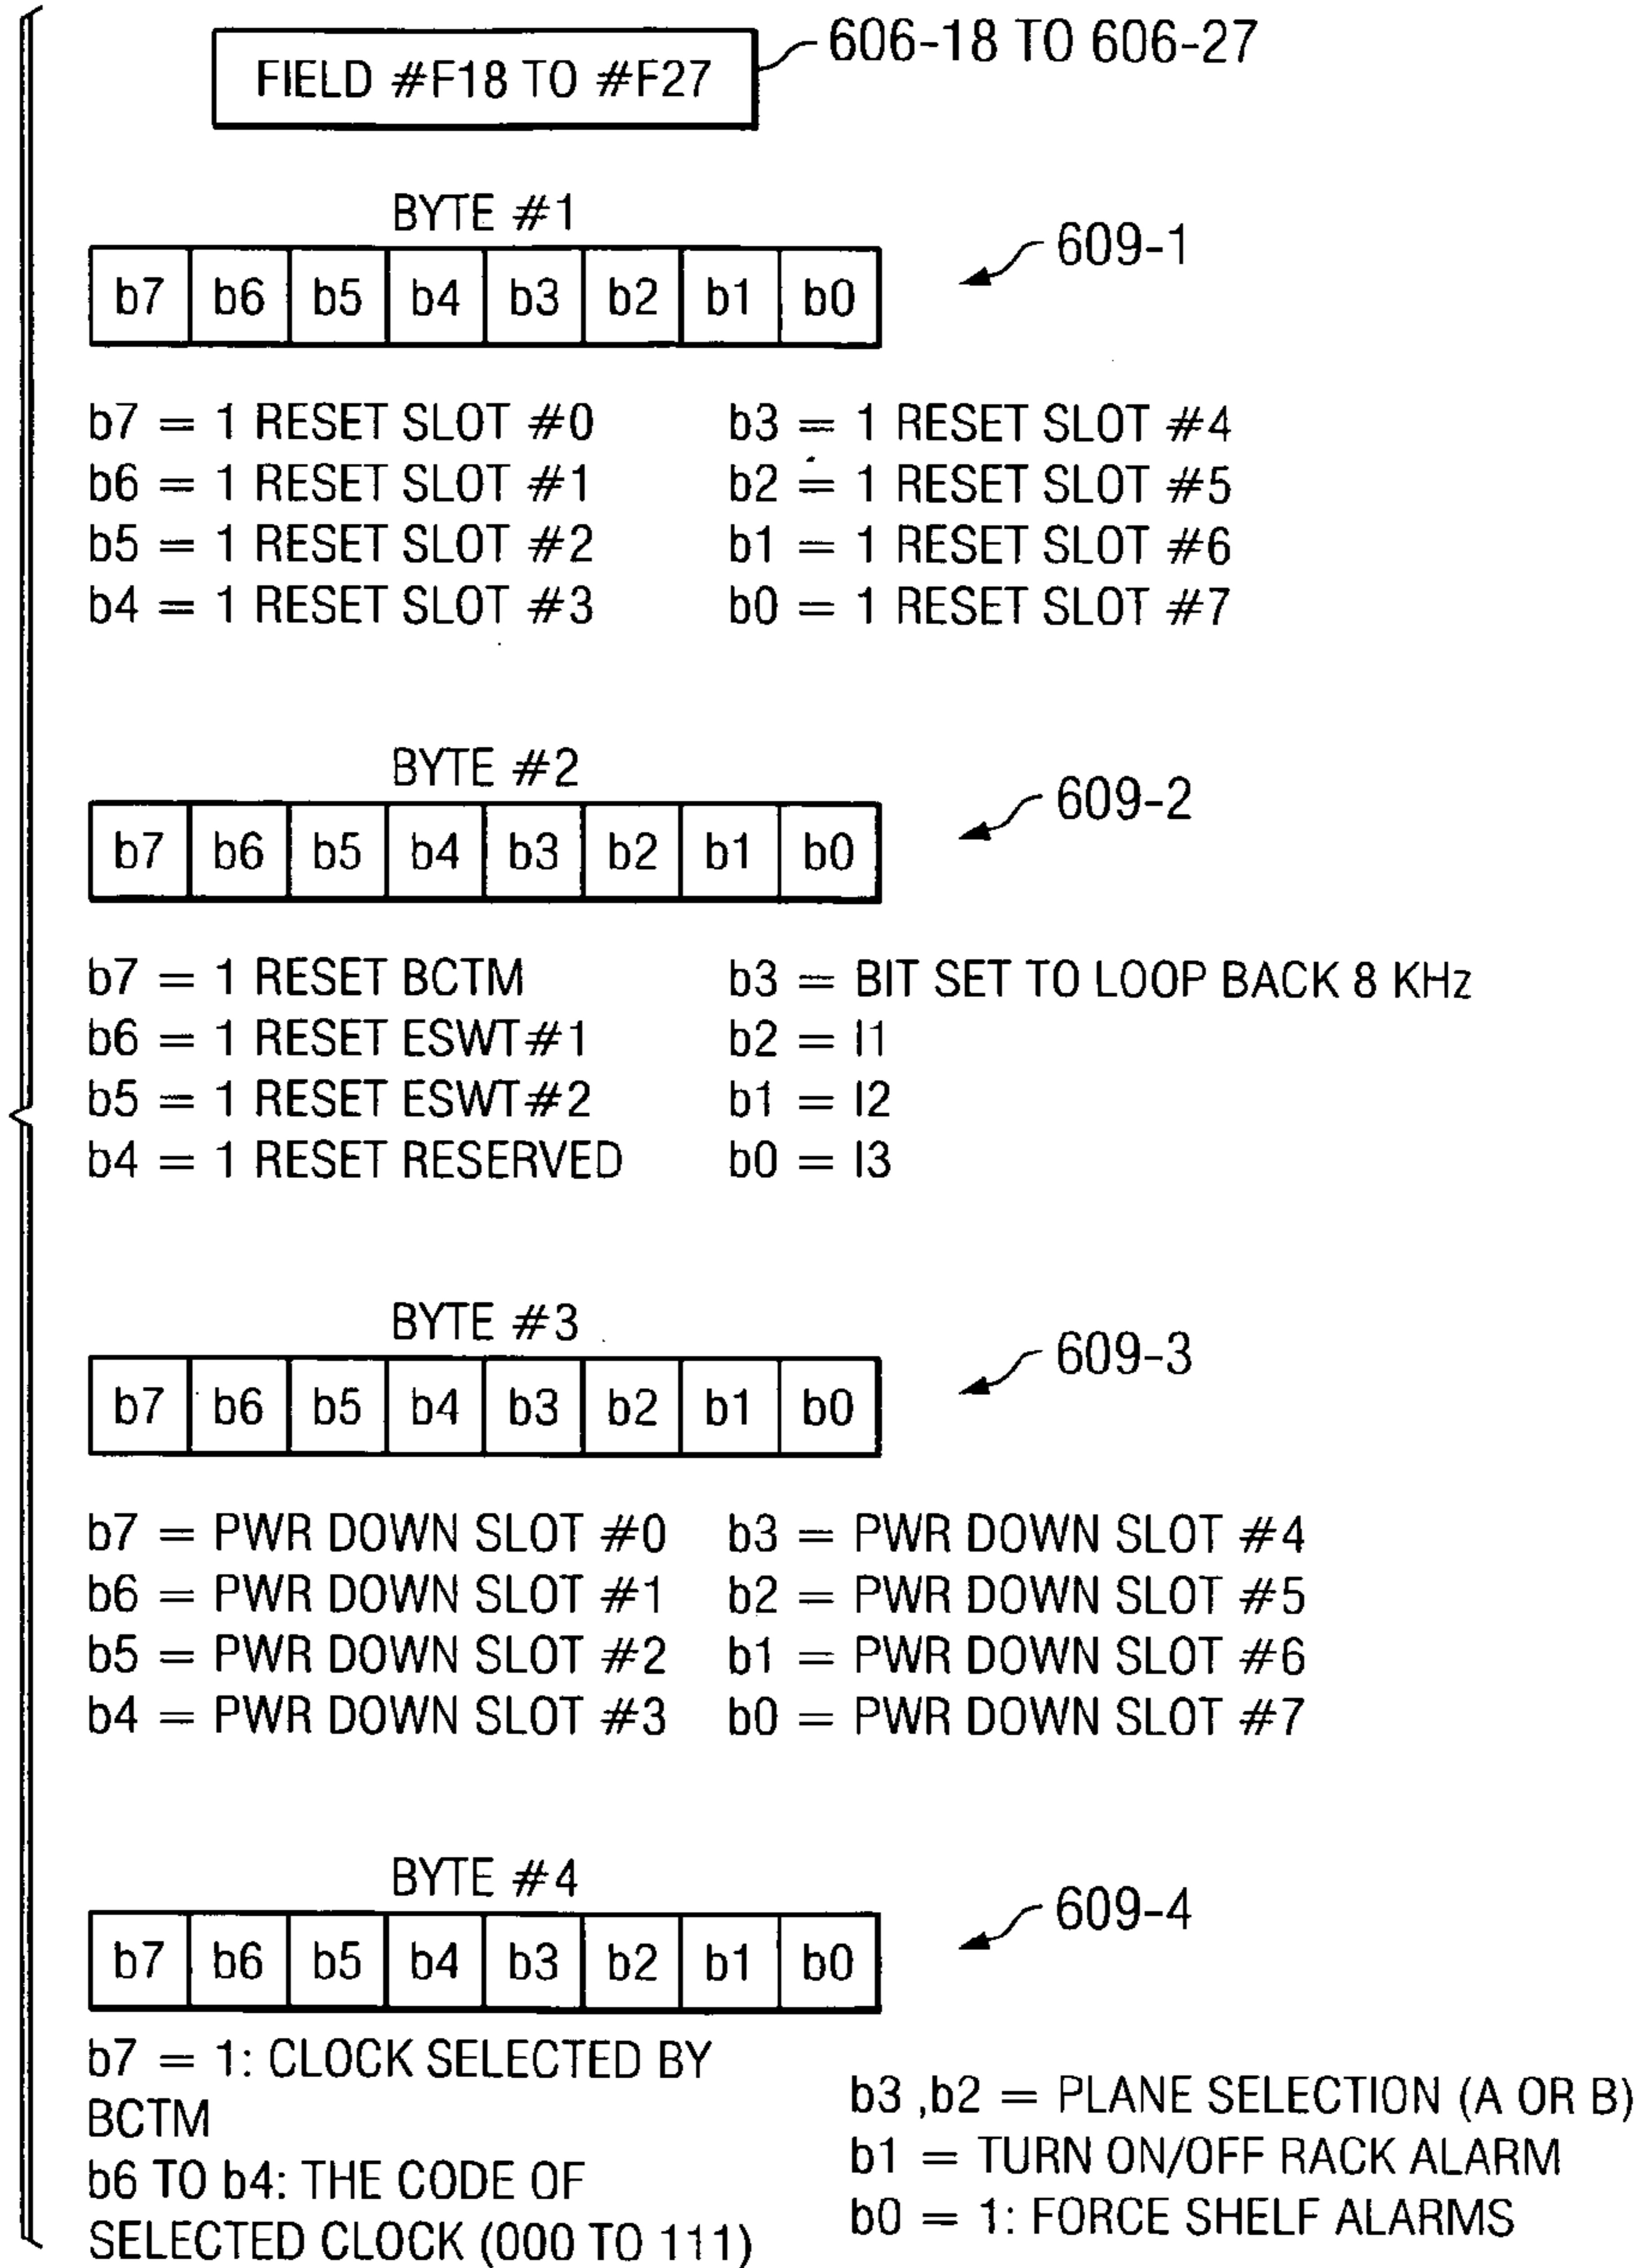 FIELD #F18 TO #F27
606-18 TO 606-27
BYTE #1
609-1
b7 b6 b5 b4 b3 b2 b1 b0
b7 = 1 RESET SLOT #0 b3 = 1 RESET SLOT #4
b6 = 1 RESET SLOT #1 b2 = 1 RESET SLOT #5
b5 = 1 RESET SLOT #2 b1 = 1 RESET SLOT #6
b4 = 1 RESET SLOT #3 b0 = 1 RESET SLOT #7
BYTE #2
609-2
b7 b6 b5 b4 b3 b2 b1 b0
b7 = 1 RESET BCTM b3 = BIT SET TO LOOP BACK 8 KHz
b6 = 1 RESET ESWT#1 b2 = I1
b5 = 1 RESET ESWT#2 b1 = I2
b4 = 1 RESET RESERVED b0 = I3
BYTE #3
609-3
b7 b6 b5 b4 b3 b2 b1 b0
b7 = PWR DOWN SLOT #0 b3 = PWR DOWN SLOT #4
b6 = PWR DOWN SLOT #1 b2 = PWR DOWN SLOT #5
b5 = PWR DOWN SLOT #2 b1 = PWR DOWN SLOT #6
b4 = PWR DOWN SLOT #3 b0 = PWR DOWN SLOT #7
BYTE #4
609-4
b7 b6 b5 b4 b3 b2 b1 b0
b7 = 1: CLOCK SELECTED BY
BCTM
b6 TO b4: THE CODE OF
SELECTED CLOCK (000 TO 111)
b3 ,b2 = PLANE SELECTION (A OR B)
b1 = TURN ON/OFF RACK ALARM
b0 = 1: FORCE SHELF ALARMS